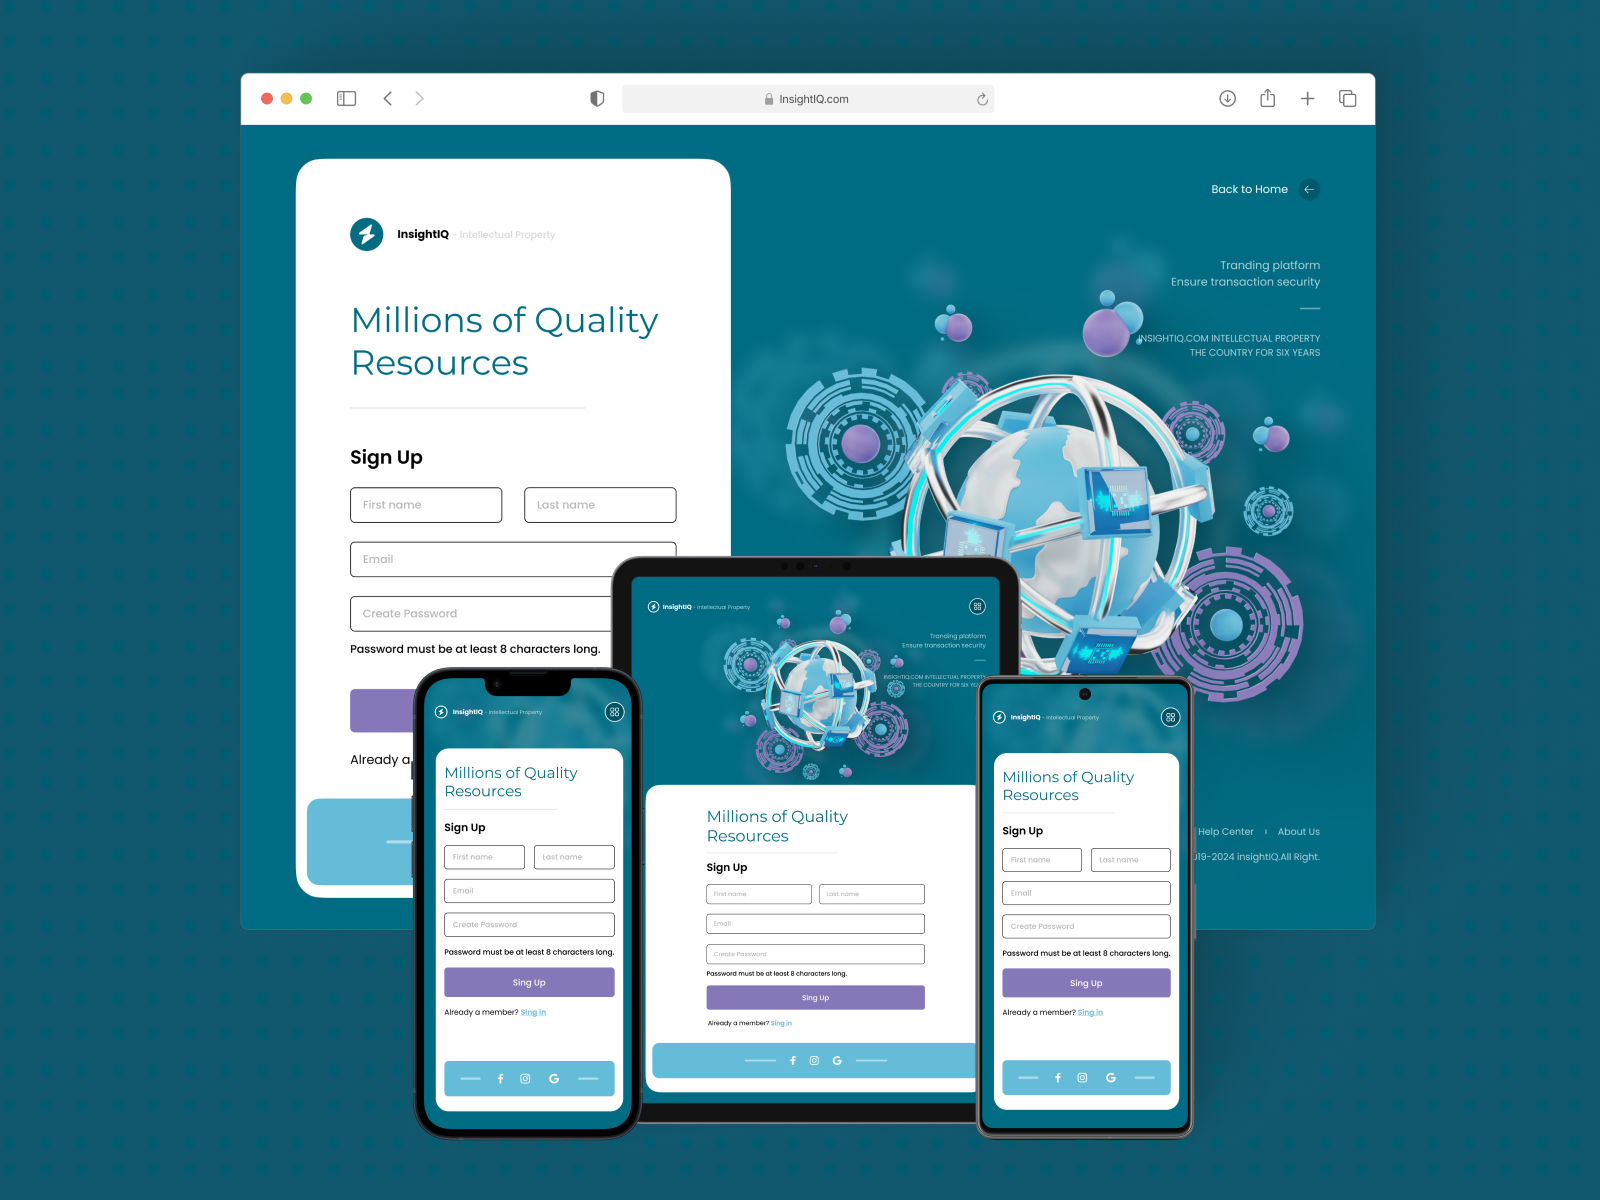 InsightIQ.com
InsightIQ - Intellectual Property
Millions of Quality
Resources
Sign Up
First name
Last name
Email
Create Password
Password must be at least 8 characters long.
Already a
Back to Home
Tranding platform
Ensure transaction security
INSIGHTIQ.COM INTELLECTUAL PROPERTY
THE COUNTRY FOR SIX YEARS
Help Center
About Us
19-2024 insightIQ.All Right.
InsightIQ - Intellectual Property
Millions of Quality
Resources
Sign Up
First name
Last name
Email
Create Password
Password must be at least 8 characters long.
Sing Up
Already a member? Sing in
InsightIQ - Intellectual Property
Tranding platform
Ensure transaction security
INSIGHTIQ.COM INTELLECTUAL PROPERTY
THE COUNTRY FOR SIX
Millions of Quality
Resources
Sign Up
First name
Last name
Email
Create Password
Password must be at least 8 characters long.
Sing Up
Already a member? Sing in
InsightIQ - Intellectual Property
Millions of Quality
Resources
Sign Up
First name
Last name
Email
Create Password
Password must be at least 8 characters long.
Sing Up
Already a member? Sing in